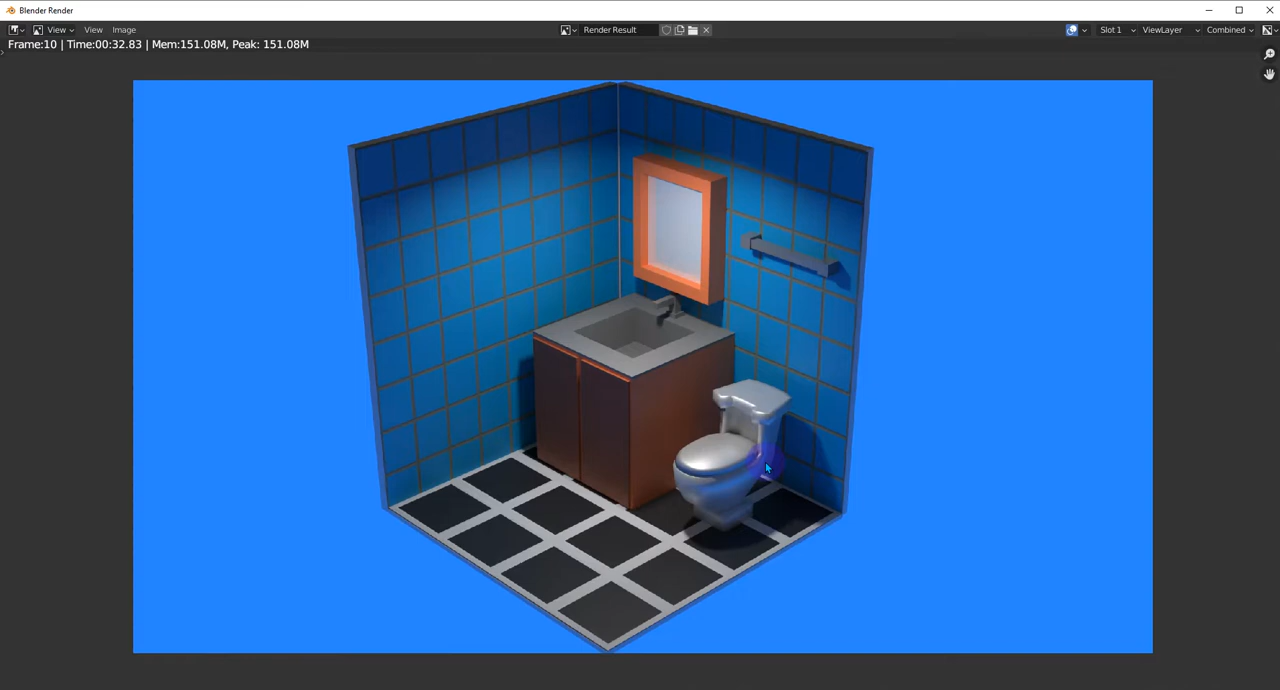 Blender Render
View View Image Render Result Slot 1 ViewLayer Combined
Frame:10 | Time:00:32.83 | Mem:151.08M, Peak: 151.08M